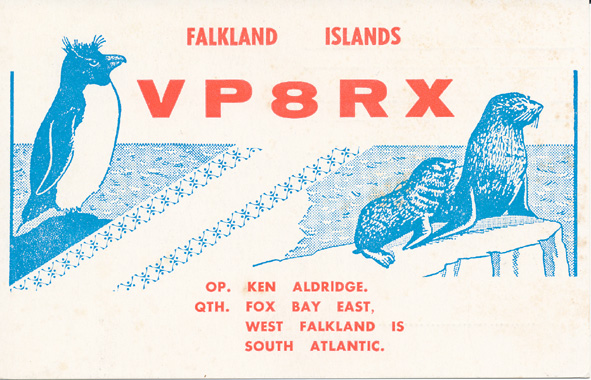 FALKLAND ISLANDS
VP8RX
OP. KEN ALDRIDGE.
QTH. FOX BAY EAST,
WEST FALKLAND IS
SOUTH ATLANTIC.